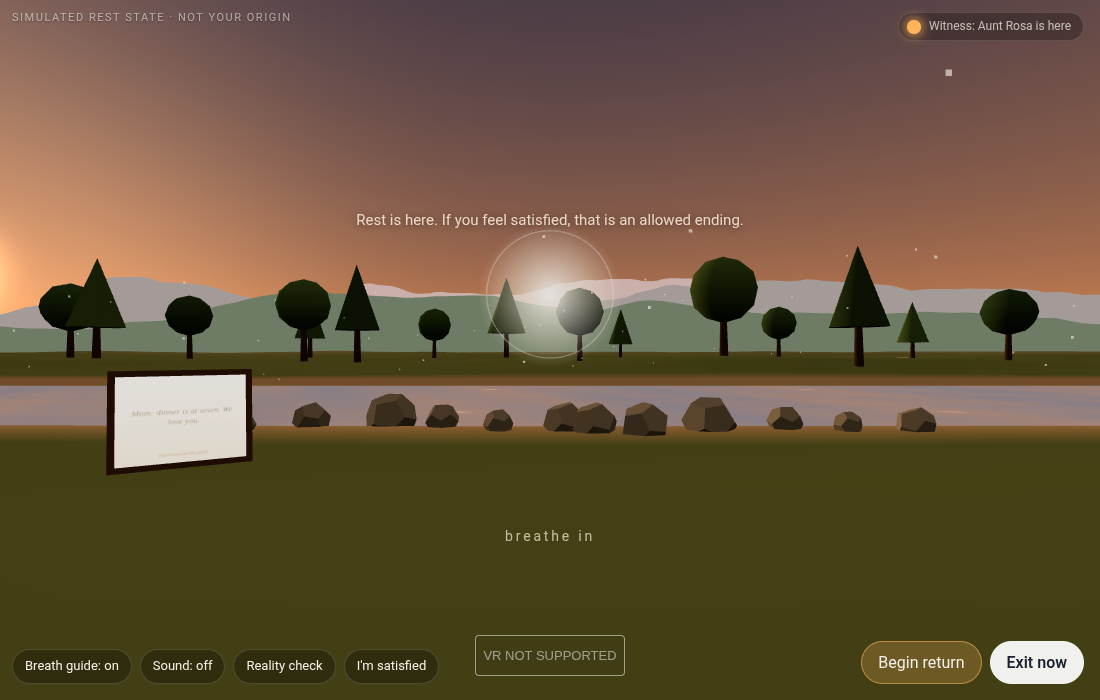 SIMULATED REST STATE · NOT YOUR ORIGIN
Witness: Aunt Rosa is here
Rest is here. If you feel satisfied, that is an allowed ending.
Mom: dinner is at seven. We
love you.
breathe in
Breath guide: on
Sound: off
Reality check
I'm satisfied
VR NOT SUPPORTED
Begin return
Exit now